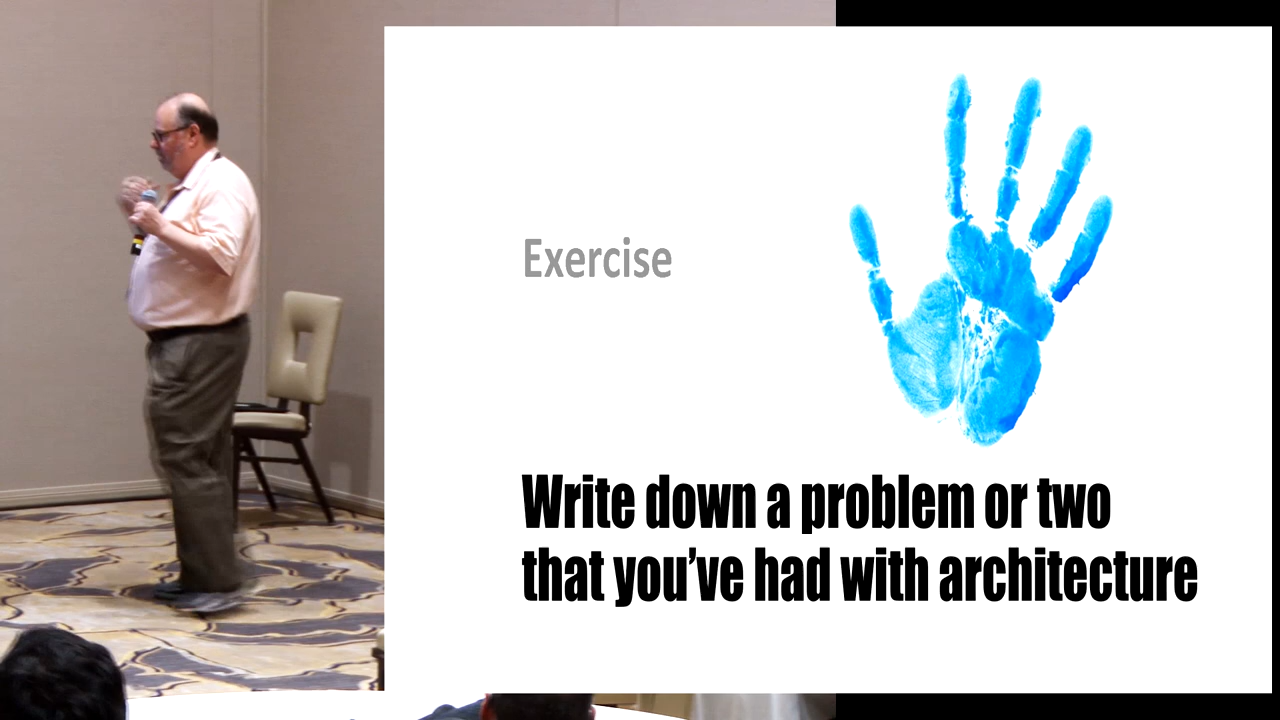 Exercise
Write down a problem or two
that you've had with architecture